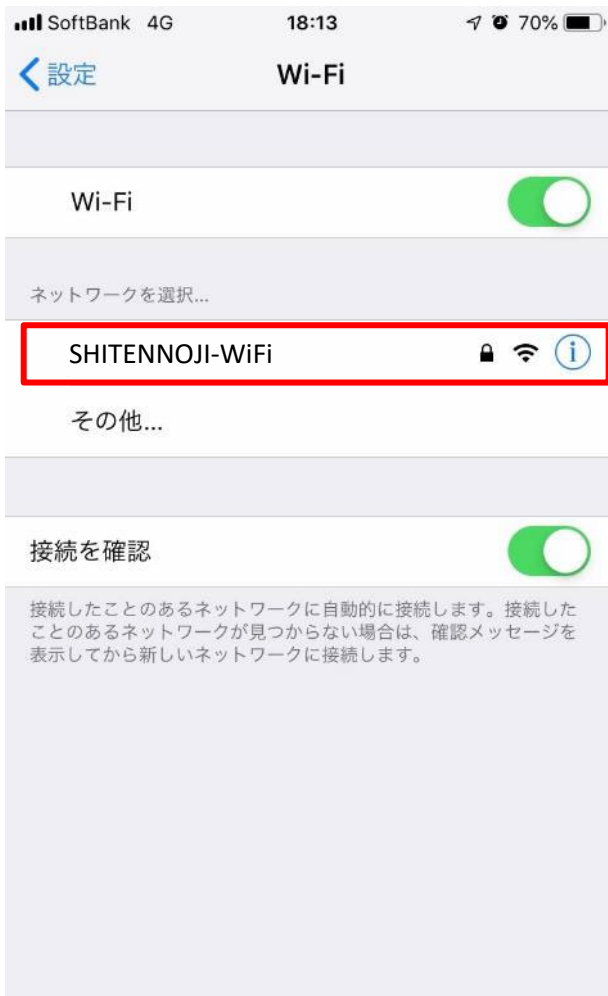 SoftBank 4G 18:13 70%
設定 Wi-Fi
Wi-Fi
ネットワークを選択...
SHITENNOJI-WiFi
その他...
接続を確認
接続したことのあるネットワークに自動的に接続します。接続した
ことのあるネットワークが見つからない場合は、確認メッセージを
表示してから新しいネットワークに接続します。